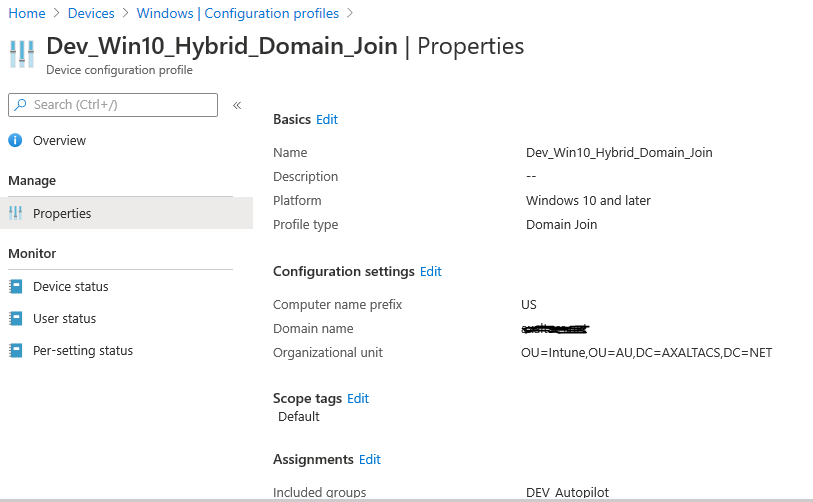 Home > Devices > Windows | Configuration profiles >
Dev_Win10_Hybrid_Domain_Join | Properties
Device configuration profile
Search (Ctrl+/) «
Overview
Manage
Properties
Monitor
Device status
User status
Per-setting status
Basics Edit
Name Dev_Win10_Hybrid_Domain_Join
Description --
Platform Windows 10 and later
Profile type Domain Join
Configuration settings Edit
Computer name prefix US
Domain name
Organizational unit OU=Intune,OU=AU,DC=AXALTACS,DC=NET
Scope tags Edit
Default
Assignments Edit
Included groups DEV_Autopilot